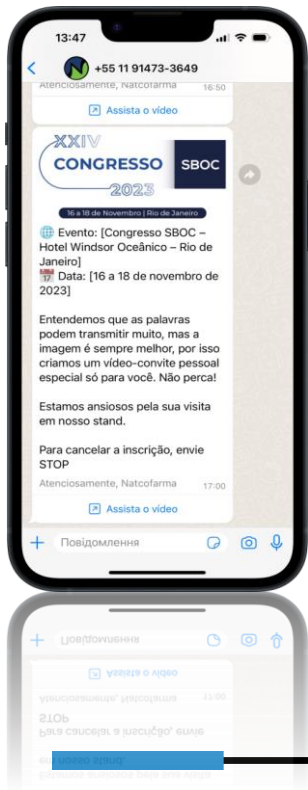 13:47
+55 11 91473-3649
Atenciosamente, Natcofarma 16:50
Assista o vídeo
XXIV
CONGRESSO SBOC
2023
16 a 18 de Novembro | Rio de Janeiro
🌐 Evento: [Congresso SBOC –
Hotel Windsor Oceânico – Rio de
Janeiro]
📅 Data: [16 a 18 de novembro de
2023]
Entendemos que as palavras
podem transmitir muito, mas a
imagem é sempre melhor, por isso
criamos um vídeo-convite pessoal
especial só para você. Não perca!
Estamos ansiosos pela sua visita
em nosso stand.
Para cancelar a inscrição, envie
STOP
Atenciosamente, Natcofarma 17:00
Assista o vídeo
Повідомлення